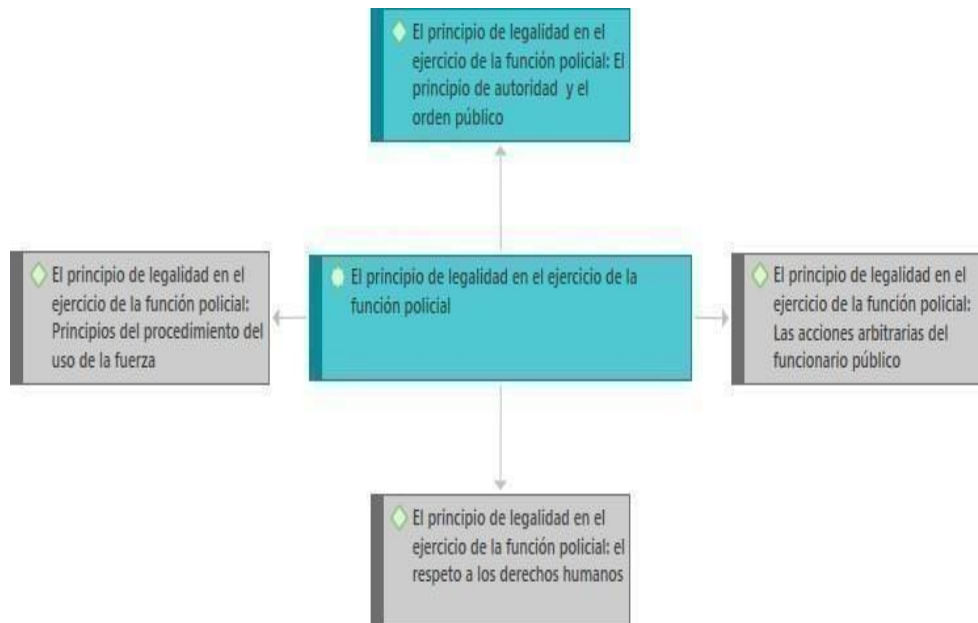 El principio de legalidad en el
ejercicio de la función policial: El
principio de autoridad y el
orden público
El principio de legalidad en el
ejercicio de la función policial:
Principios del procedimiento del
uso de la fuerza
El principio de legalidad en el ejercicio de la
función policial
El principio de legalidad en el
ejercicio de la función policial:
Las acciones arbitrarias del
funcionario público
El principio de legalidad en el
ejercicio de la función policial: el
respeto a los derechos humanos